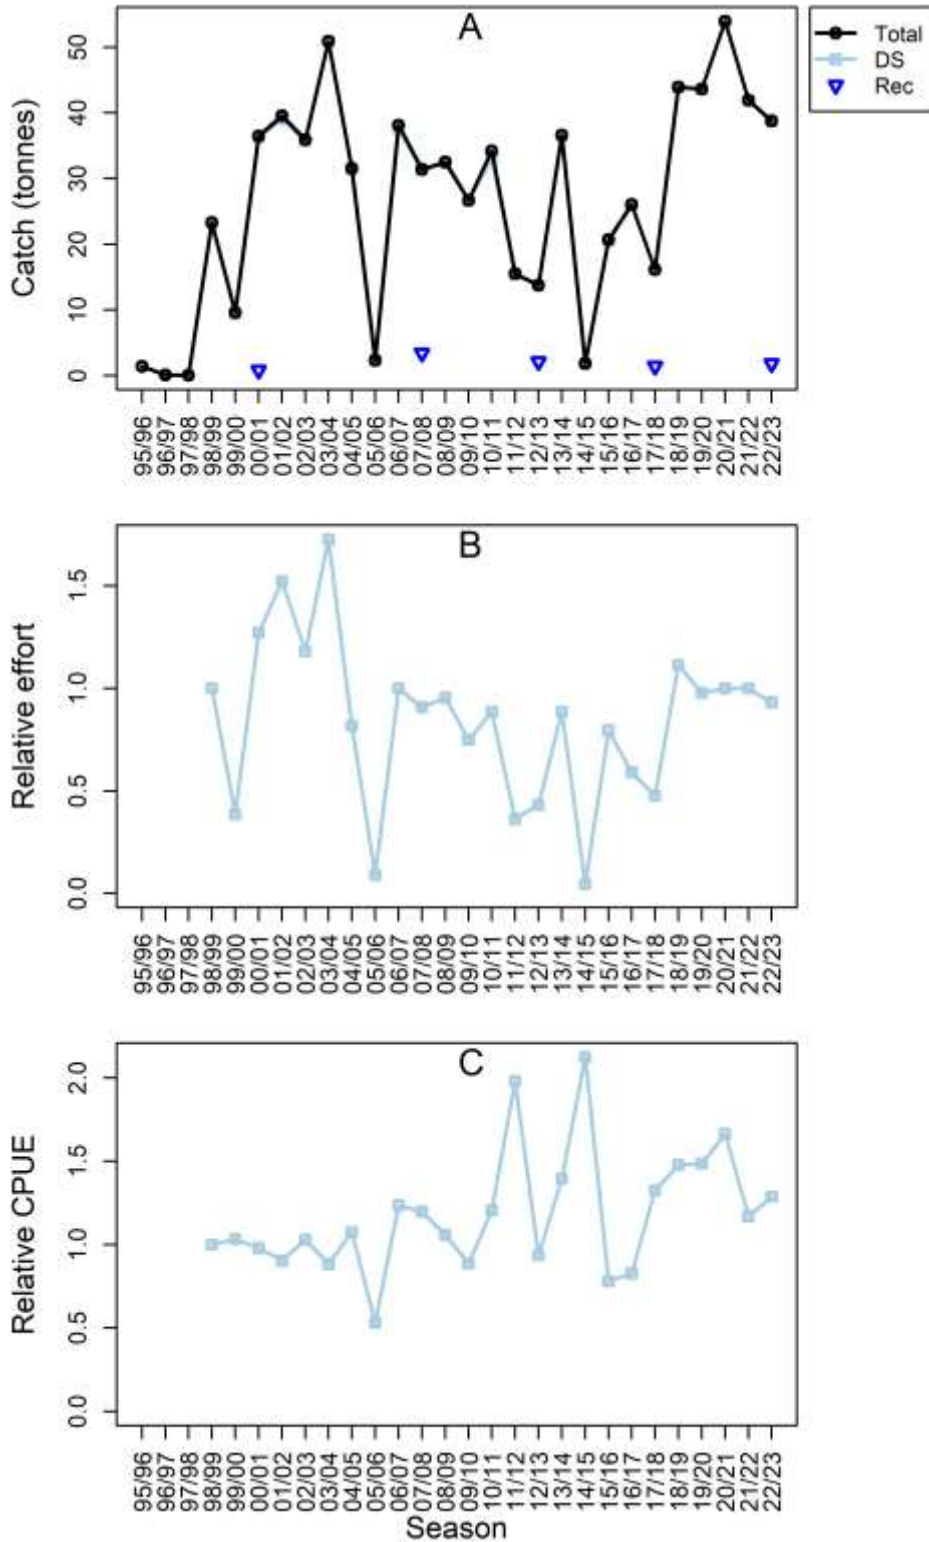 A
Total
DS
Rec
Catch (tonnes)
50
40
30
20
10
0
95/96 96/97 97/98 98/99 99/00 00/01 01/02 02/03 03/04 04/05 05/06 06/07 07/08 08/09 09/10 10/11 11/12 12/13 13/14 14/15 15/16 16/17 17/18 18/19 19/20 20/21 21/22 22/23
B
Relative effort
1.5
1.0
0.5
0.0
95/96 96/97 97/98 98/99 99/00 00/01 01/02 02/03 03/04 04/05 05/06 06/07 07/08 08/09 09/10 10/11 11/12 12/13 13/14 14/15 15/16 16/17 17/18 18/19 19/20 20/21 21/22 22/23
C
Relative CPUE
2.0
1.5
1.0
0.5
0.0
95/96 96/97 97/98 98/99 99/00 00/01 01/02 02/03 03/04 04/05 05/06 06/07 07/08 08/09 09/10 10/11 11/12 12/13 13/14 14/15 15/16 16/17 17/18 18/19 19/20 20/21 21/22 22/23
Season